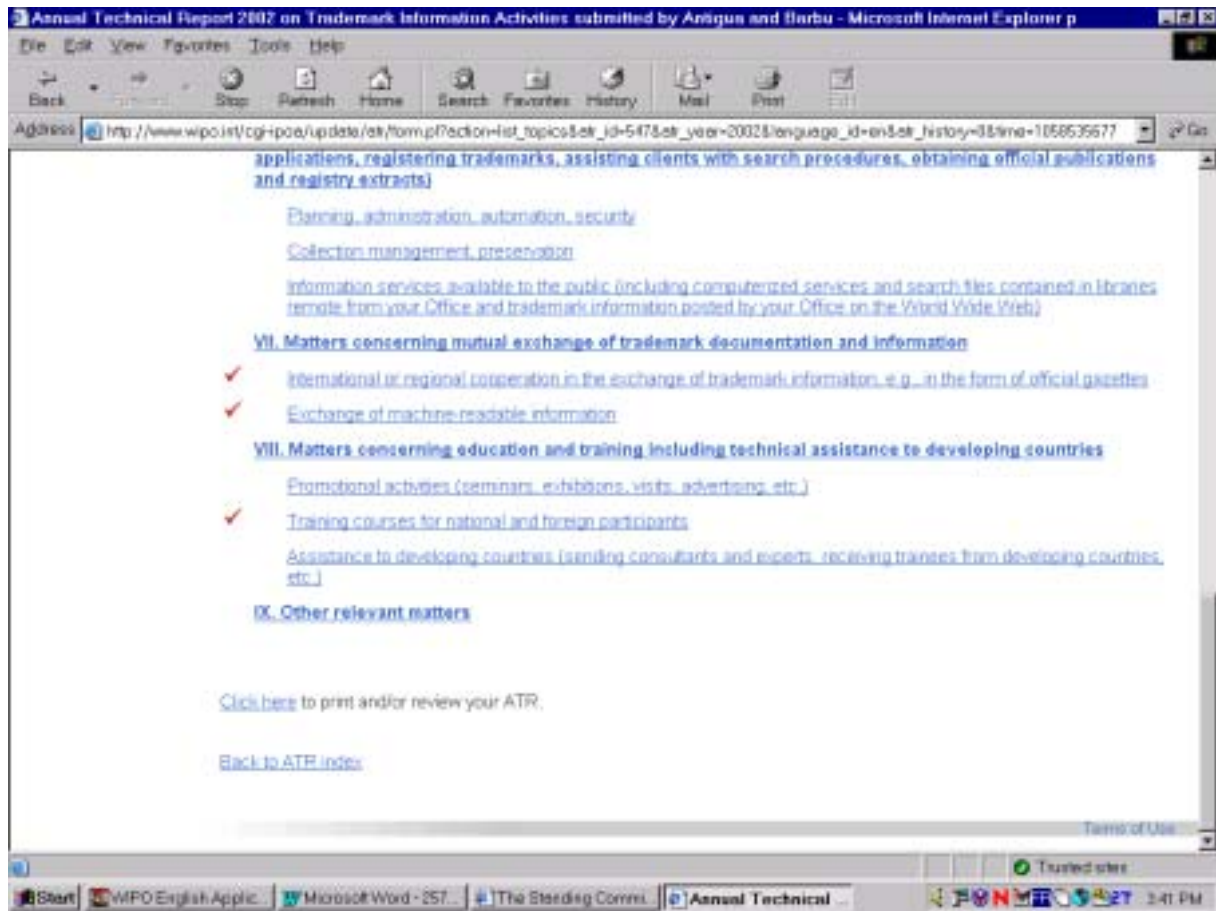 Annual Technical Report 2002 on Trademark Information Activities submitted by Antigua and Barbu - Microsoft Internet Explorer p
File Edit View Favorites Tools Help
Back Forward Stop Refresh Home Search Favorites History Mail Print Edit
Address http://www.wipo.int/cgi-ipoa/update/atr/form.pl?action=list_topics&atr_id=547&atr_year=2002&language_id=en&atr_history=0&time=1058535677 Go
applications, registering trademarks, assisting clients with search procedures, obtaining official publications
and registry extracts)
Planning, administration, automation, security
Collection management, preservation
Information services available to the public (including computerized services and search files contained in libraries
remote from your Office and trademark information posted by your Office on the World Wide Web)
VII. Matters concerning mutual exchange of trademark documentation and information
International or regional cooperation in the exchange of trademark information, e.g., in the form of official gazettes
Exchange of machine-readable information
VIII. Matters concerning education and training including technical assistance to developing countries
Promotional activities (seminars, exhibitions, visits, advertising, etc.)
Training courses for national and foreign participants
Assistance to developing countries (sending consultants and experts, receiving trainees from developing countries,
etc.)
IX. Other relevant matters
Click here to print and/or review your ATR.
Back to ATR index
Terms of Use
Trusted sites
Start WIPO English Applic... Microsoft Word - 257... The Standing Commi... Annual Technical ... 3:41 PM